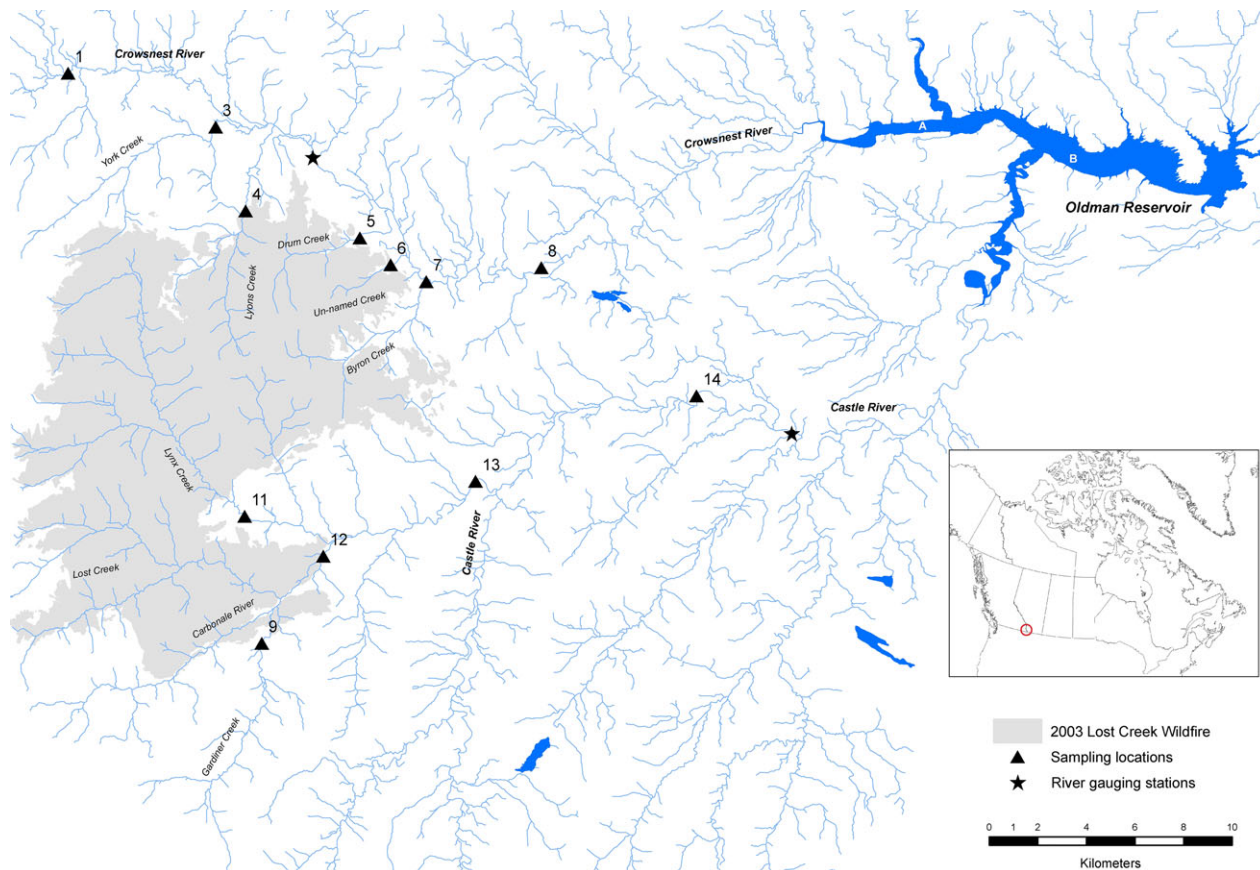 1
Crowsnest River
3
York Creek
4
Drum Creek
5
6
7
8
Lyons Creek
Un-named Creek
Byron Creek
Crowsnest River
A
B
Oldman Reservoir
14
Castle River
13
Castle River
Lynx Creek
11
12
Lost Creek
Carbonale River
9
Gardiner Creek
2003 Lost Creek Wildfire
Sampling locations
River gauging stations
0 1 2 4 6 8 10
Kilometers